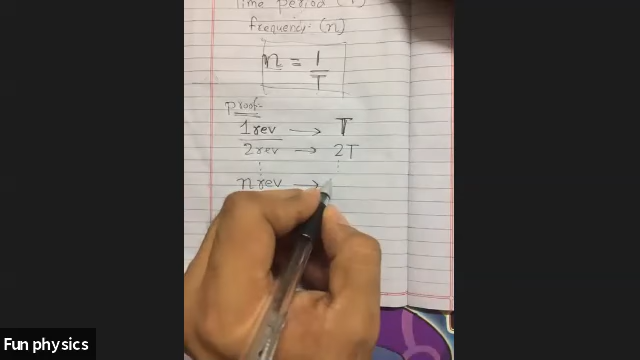 Time Period (T)
frequency (n)
n = 1/T
Proof-
1 rev → T
2 rev → 2T
n rev →
Fun physics